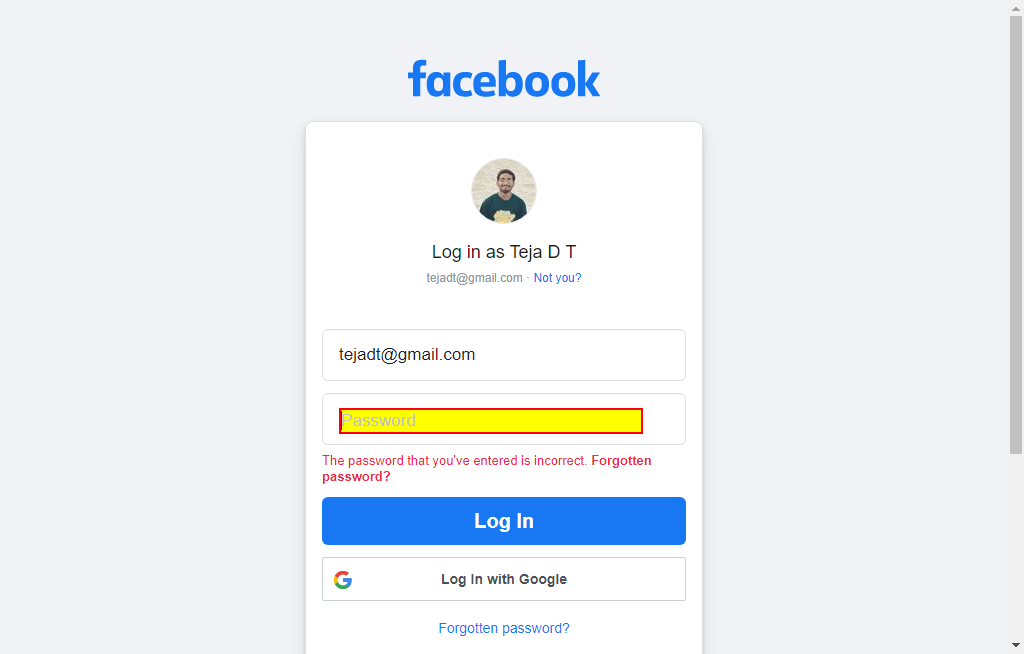 facebook
Log in as Teja D T
tejadt@gmail.com · Not you?
tejadt@gmail.com
Password
The password that you've entered is incorrect. Forgotten
password?
Log In
Log In with Google
Forgotten password?